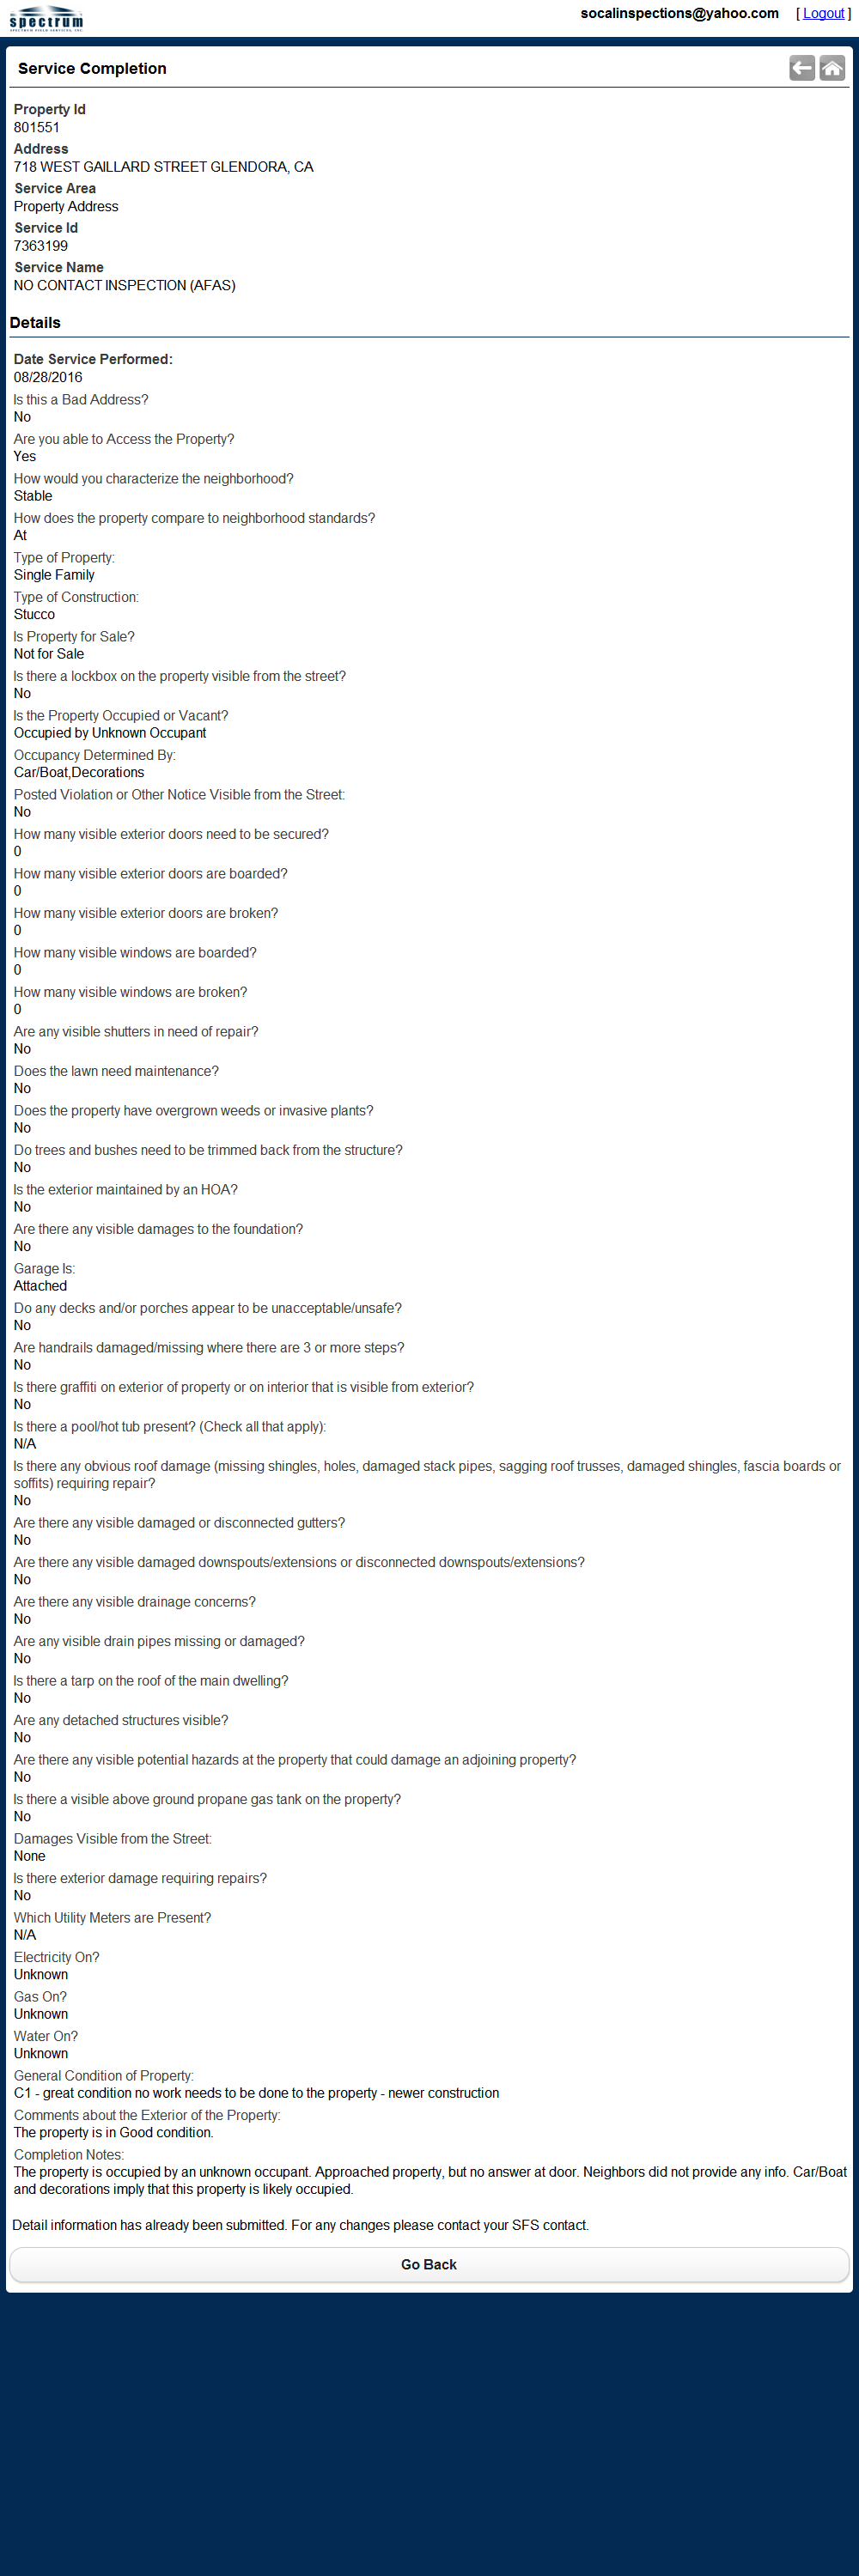 spectrum
SPECTRUM FIELD SERVICES, INC.
socalinspections@yahoo.com [ Logout ]
Service Completion
Property Id
801551
Address
718 WEST GAILLARD STREET GLENDORA, CA
Service Area
Property Address
Service Id
7363199
Service Name
NO CONTACT INSPECTION (AFAS)
Details
Date Service Performed:
08/28/2016
Is this a Bad Address?
No
Are you able to Access the Property?
Yes
How would you characterize the neighborhood?
Stable
How does the property compare to neighborhood standards?
At
Type of Property:
Single Family
Type of Construction:
Stucco
Is Property for Sale?
Not for Sale
Is there a lockbox on the property visible from the street?
No
Is the Property Occupied or Vacant?
Occupied by Unknown Occupant
Occupancy Determined By:
Car/Boat,Decorations
Posted Violation or Other Notice Visible from the Street:
No
How many visible exterior doors need to be secured?
0
How many visible exterior doors are boarded?
0
How many visible exterior doors are broken?
0
How many visible windows are boarded?
0
How many visible windows are broken?
0
Are any visible shutters in need of repair?
No
Does the lawn need maintenance?
No
Does the property have overgrown weeds or invasive plants?
No
Do trees and bushes need to be trimmed back from the structure?
No
Is the exterior maintained by an HOA?
No
Are there any visible damages to the foundation?
No
Garage Is:
Attached
Do any decks and/or porches appear to be unacceptable/unsafe?
No
Are handrails damaged/missing where there are 3 or more steps?
No
Is there graffiti on exterior of property or on interior that is visible from exterior?
No
Is there a pool/hot tub present? (Check all that apply):
N/A
Is there any obvious roof damage (missing shingles, holes, damaged stack pipes, sagging roof trusses, damaged shingles, fascia boards or
soffits) requiring repair?
No
Are there any visible damaged or disconnected gutters?
No
Are there any visible damaged downspouts/extensions or disconnected downspouts/extensions?
No
Are there any visible drainage concerns?
No
Are any visible drain pipes missing or damaged?
No
Is there a tarp on the roof of the main dwelling?
No
Are any detached structures visible?
No
Are there any visible potential hazards at the property that could damage an adjoining property?
No
Is there a visible above ground propane gas tank on the property?
No
Damages Visible from the Street:
None
Is there exterior damage requiring repairs?
No
Which Utility Meters are Present?
N/A
Electricity On?
Unknown
Gas On?
Unknown
Water On?
Unknown
General Condition of Property:
C1 - great condition no work needs to be done to the property - newer construction
Comments about the Exterior of the Property:
The property is in Good condition.
Completion Notes:
The property is occupied by an unknown occupant. Approached property, but no answer at door. Neighbors did not provide any info. Car/Boat
and decorations imply that this property is likely occupied.
Detail information has already been submitted. For any changes please contact your SFS contact.
Go Back